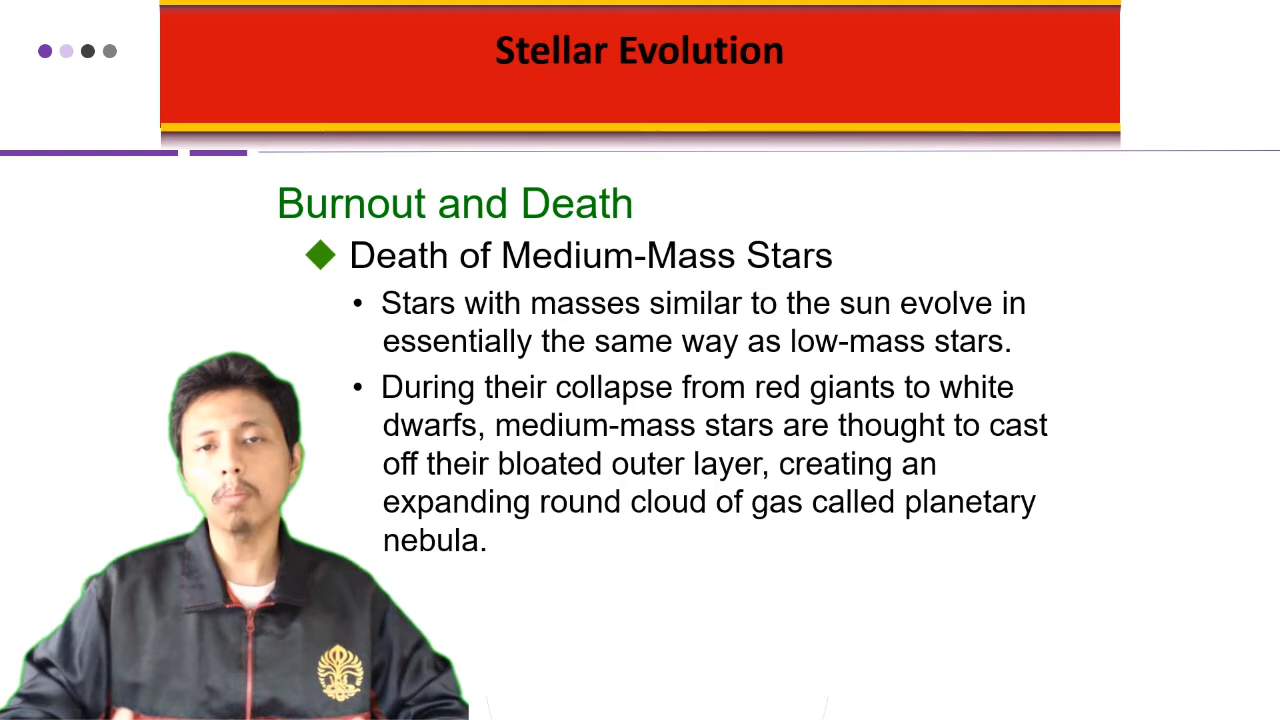 Stellar Evolution
Burnout and Death
Death of Medium-Mass Stars
• Stars with masses similar to the sun evolve in
essentially the same way as low-mass stars.
• During their collapse from red giants to white
dwarfs, medium-mass stars are thought to cast
off their bloated outer layer, creating an
expanding round cloud of gas called planetary
nebula.